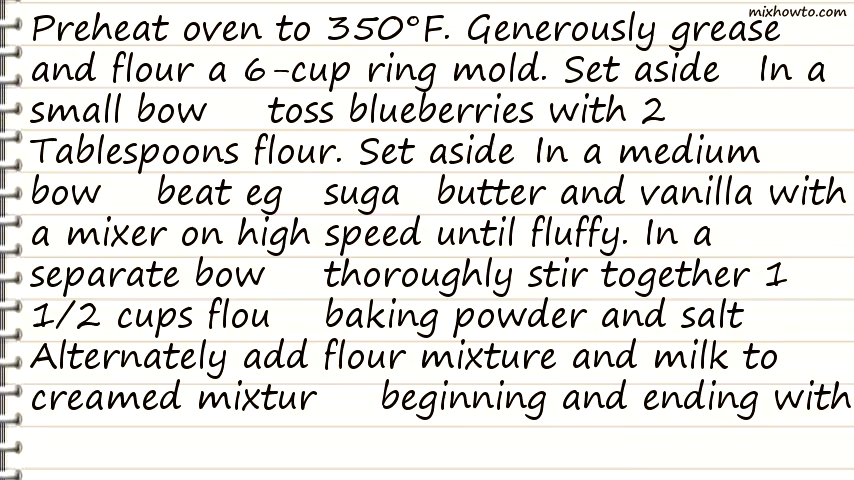 mixhowto.com
Preheat oven to 350°F. Generously grease
and flour a 6-cup ring mold. Set aside In a
small bow toss blueberries with 2
Tablespoons flour. Set aside In a medium
bow beat eg suga butter and vanilla with
a mixer on high speed until fluffy. In a
separate bow thoroughly stir together 1
1/2 cups flou baking powder and salt
Alternately add flour mixture and milk to
creamed mixtur beginning and ending with